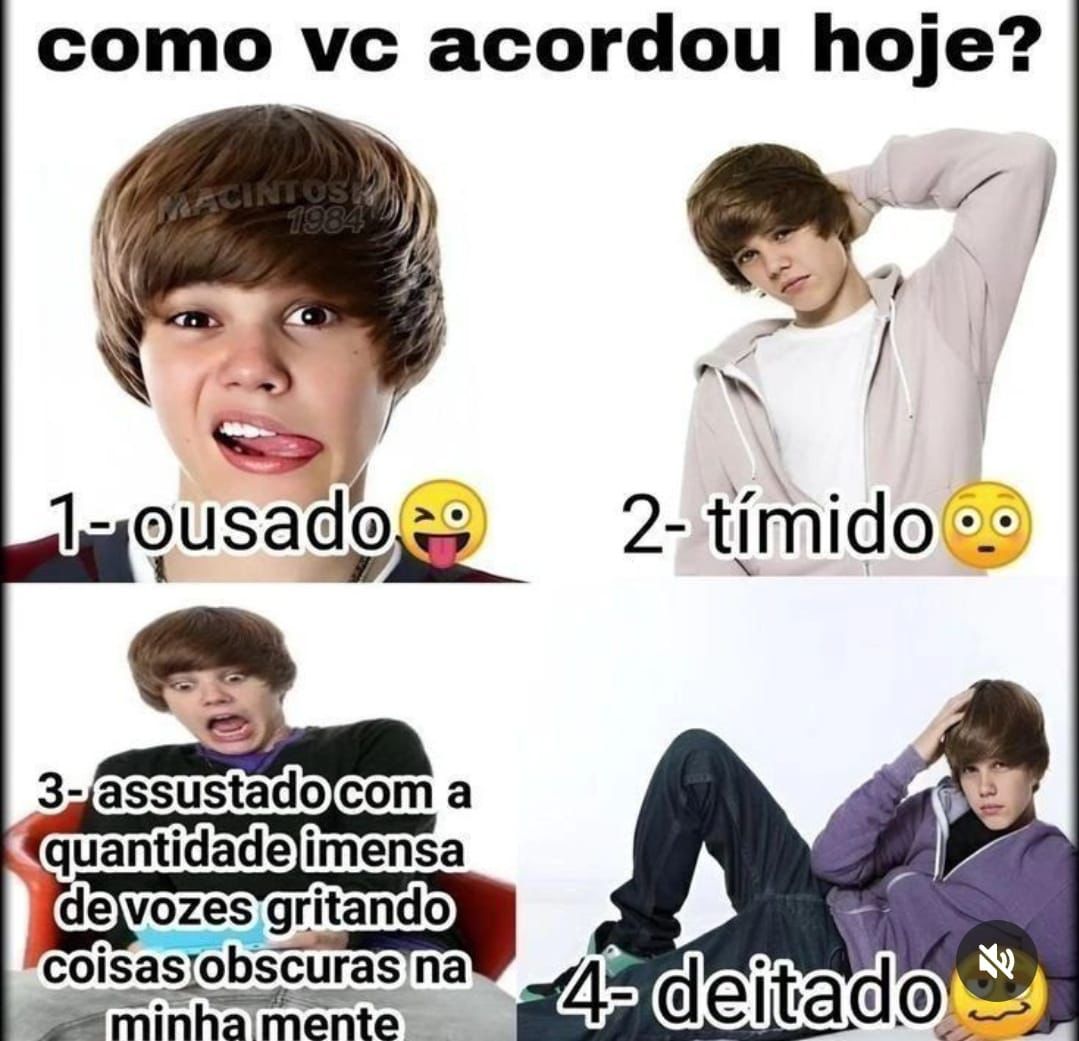 como vc acordou hoje?
MACINTOSH
1984
1- ousado😜
2- tímido😳
3- assustado com a
quantidade imensa
de vozes gritando
coisas obscuras na
minha mente
4- deitado🥴